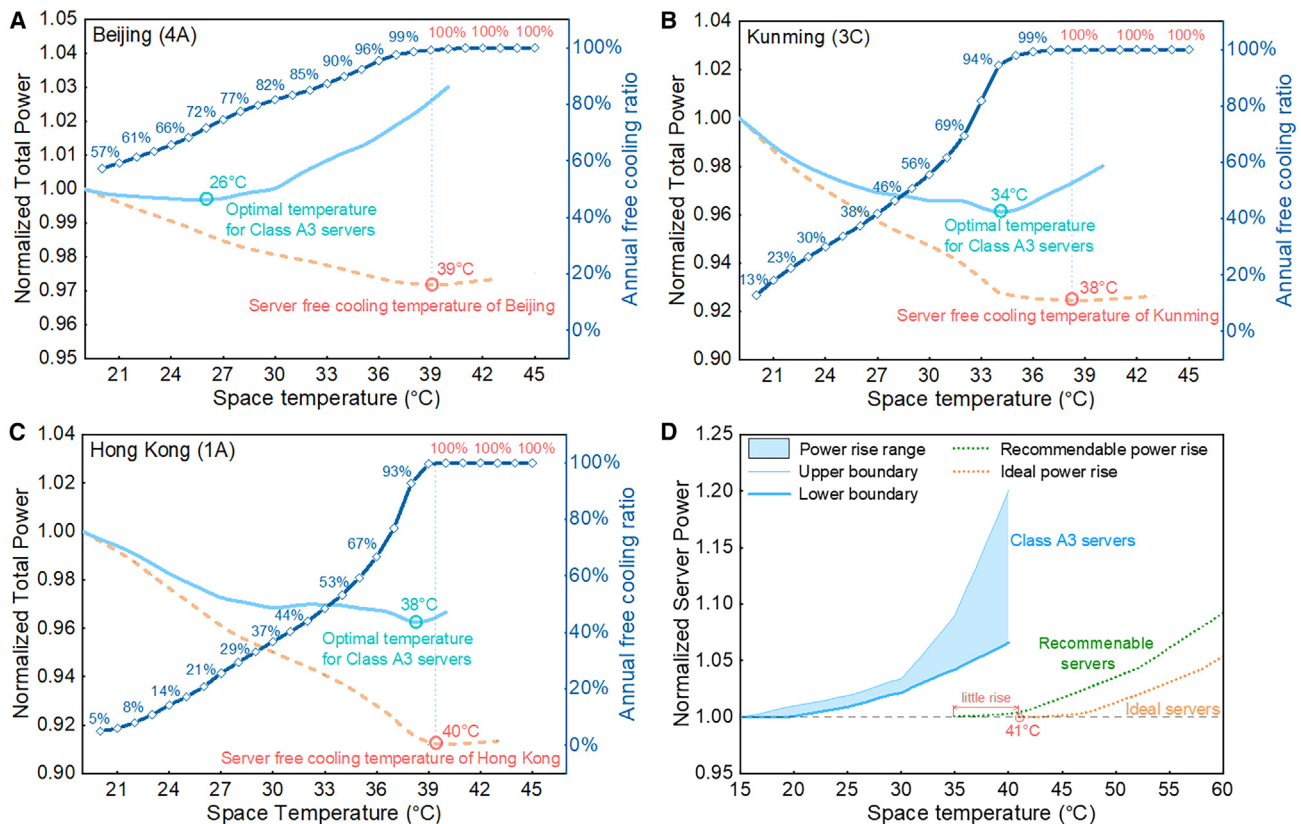 A
Beijing (4A)
1.05
1.04
1.03
1.02
1.01
1.00
0.99
0.98
0.97
0.96
0.95
Normalized Total Power
57%
61%
66%
72%
77%
82%
85%
90%
96%
99%
100%
100%
100%
26°C
Optimal temperature
for Class A3 servers
39°C
Server free cooling temperature of Beijing
100%
80%
60%
40%
20%
0%
Annual free cooling ratio
21 24 27 30 33 36 39 42 45
Space temperature (°C)
B
Kunming (3C)
1.04
1.02
1.00
0.98
0.96
0.94
0.92
0.90
Normalized Total Power
13%
23%
30%
38%
46%
56%
69%
94%
99%
100%
100%
100%
34°C
Optimal temperature
for Class A3 servers
38°C
Server free cooling temperature of Kunming
100%
80%
60%
40%
20%
0%
Annual free cooling ratio
21 24 27 30 33 36 39 42 45
Space temperature (°C)
C
Hong Kong (1A)
1.04
1.02
1.00
0.98
0.96
0.94
0.92
0.90
Normalized Total Power
5%
8%
14%
21%
29%
37%
44%
53%
67%
93%
100%
100%
100%
38°C
Optimal temperature
for Class A3 servers
40°C
Server free cooling temperature of Hong Kong
100%
80%
60%
40%
20%
0%
Annual free cooling ratio
21 24 27 30 33 36 39 42 45
Space Temperature (°C)
D
1.25
1.20
1.15
1.10
1.05
1.00
0.95
Normalized Server Power
Power rise range
Upper boundary
Lower boundary
Recommendable power rise
Ideal power rise
Class A3 servers
Recommenable
servers
little rise
41°C
Ideal servers
15 20 25 30 35 40 45 50 55 60
Space temperature (°C)